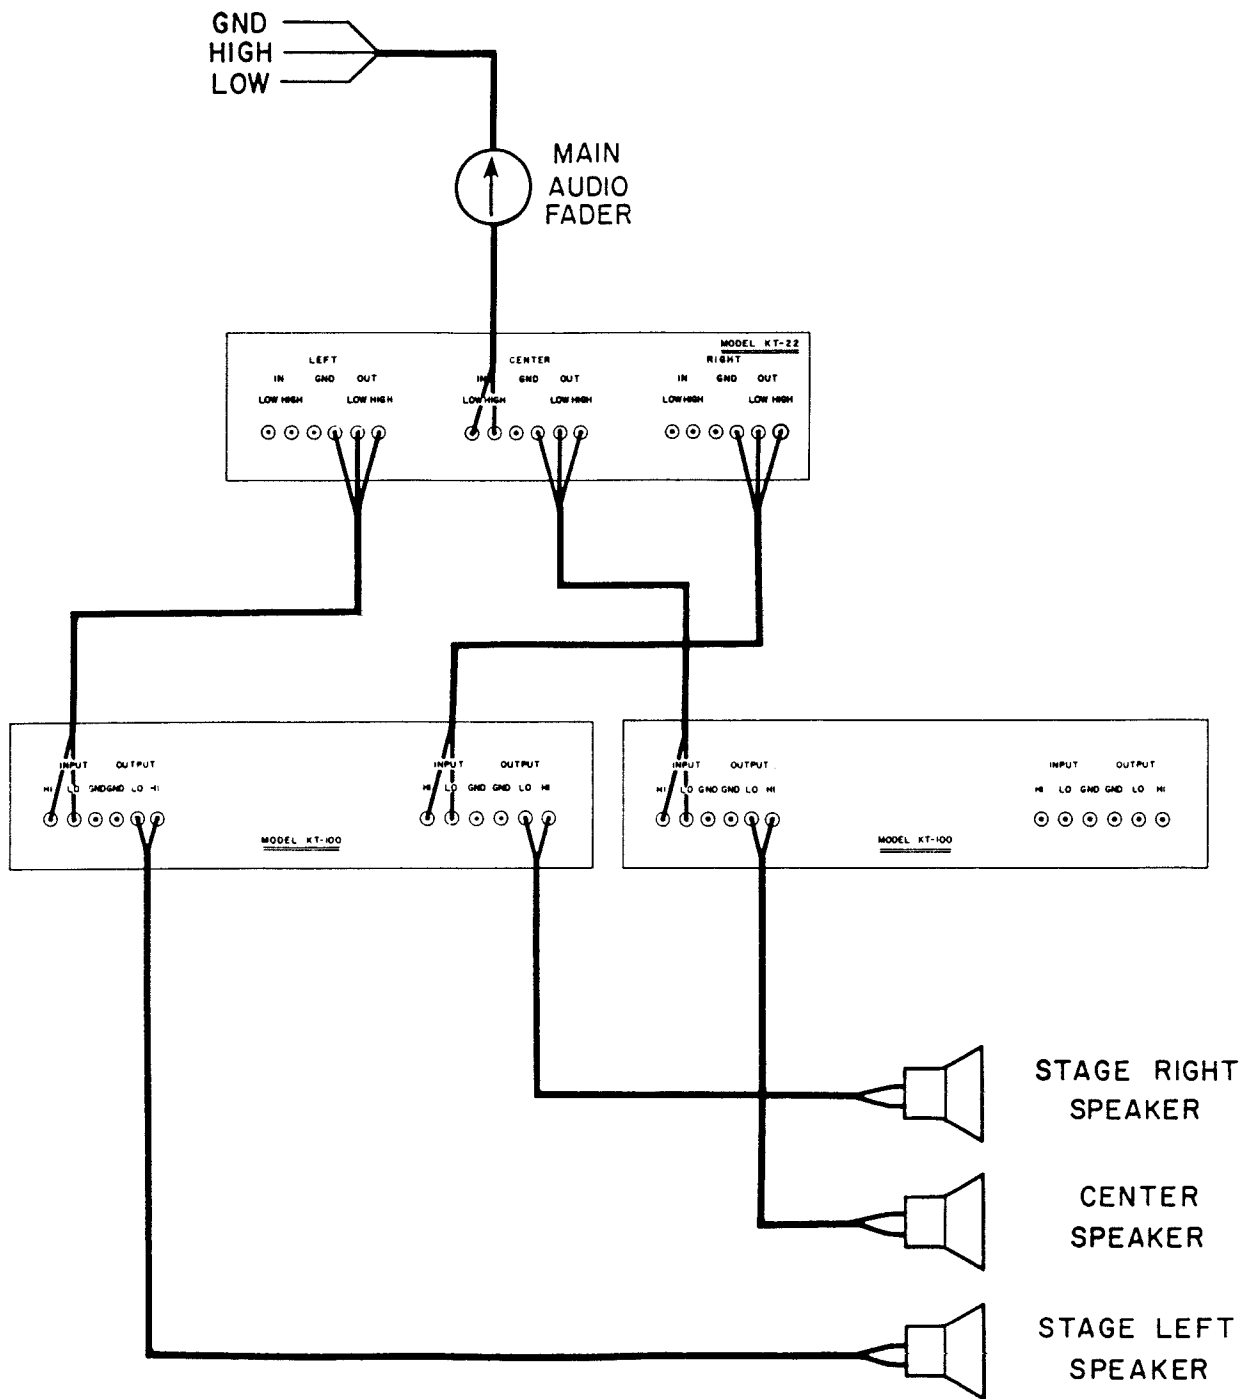 GND
HIGH
LOW
MAIN
AUDIO
FADER
MODEL KT-22
LEFT CENTER RIGHT
IN GND OUT IN GND OUT IN GND OUT
LOW HIGH LOW HIGH LOW HIGH LOW HIGH LOW HIGH LOW HIGH
INPUT OUTPUT INPUT OUTPUT
HI LO GND GND LO HI HI LO GND GND LO HI
MODEL KT-100
INPUT OUTPUT INPUT OUTPUT
HI LO GND GND LO HI HI LO GND GND LO HI
MODEL KT-100
STAGE RIGHT
SPEAKER
CENTER
SPEAKER
STAGE LEFT
SPEAKER